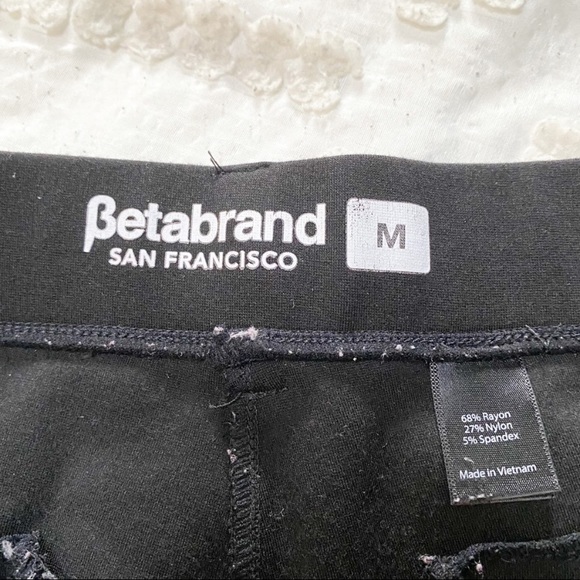 βetabrand
SAN FRANCISCO
M
68% Rayon
27% Nylon
5% Spandex
Made in Vietnam